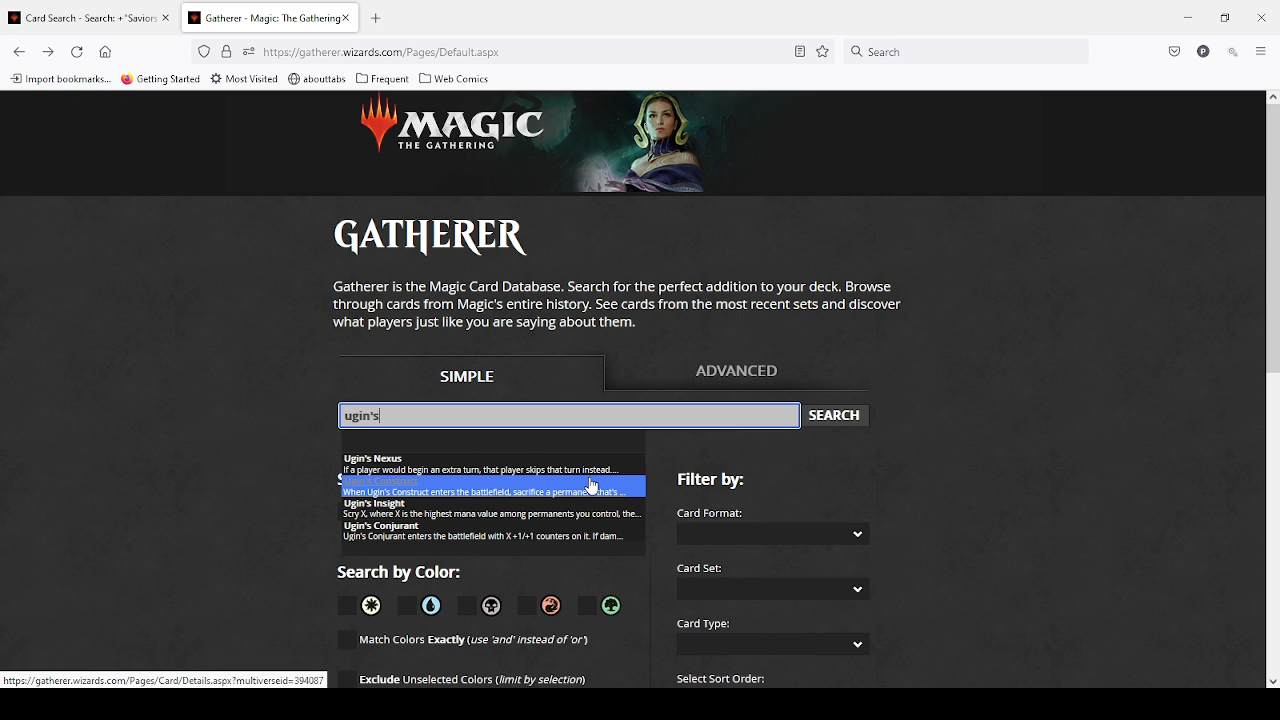 Card Search - Search: +"Saviors
Gatherer - Magic: The Gathering
https://gatherer.wizards.com/Pages/Default.aspx
Search
P
Import bookmarks...
Getting Started
Most Visited
abouttabs
Frequent
Web Comics
MAGIC
THE GATHERING
GATHERER
Gatherer is the Magic Card Database. Search for the perfect addition to your deck. Browse
through cards from Magic's entire history. See cards from the most recent sets and discover
what players just like you are saying about them.
SIMPLE
ADVANCED
ugin's
SEARCH
Ugin's Nexus
If a player would begin an extra turn, that player skips that turn instead....
Ugin's Construct
When Ugin's Construct enters the battlefield, sacrifice a that's ...
Ugin's Insight
Scry X, where X is the highest mana value among permanents you control, the...
Ugin's Conjurant
Ugin's Conjurant enters the battlefield with X +1/+1 counters on it. If dam...
Filter by:
Card Format:
Card Set:
Card Type:
Select Sort Order:
Search by Color:
Match Colors Exactly (use 'and' instead of 'or')
Exclude Unselected Colors (limit by selection)
https://gatherer.wizards.com/Pages/Card/Details.aspx?multiverseid=394087